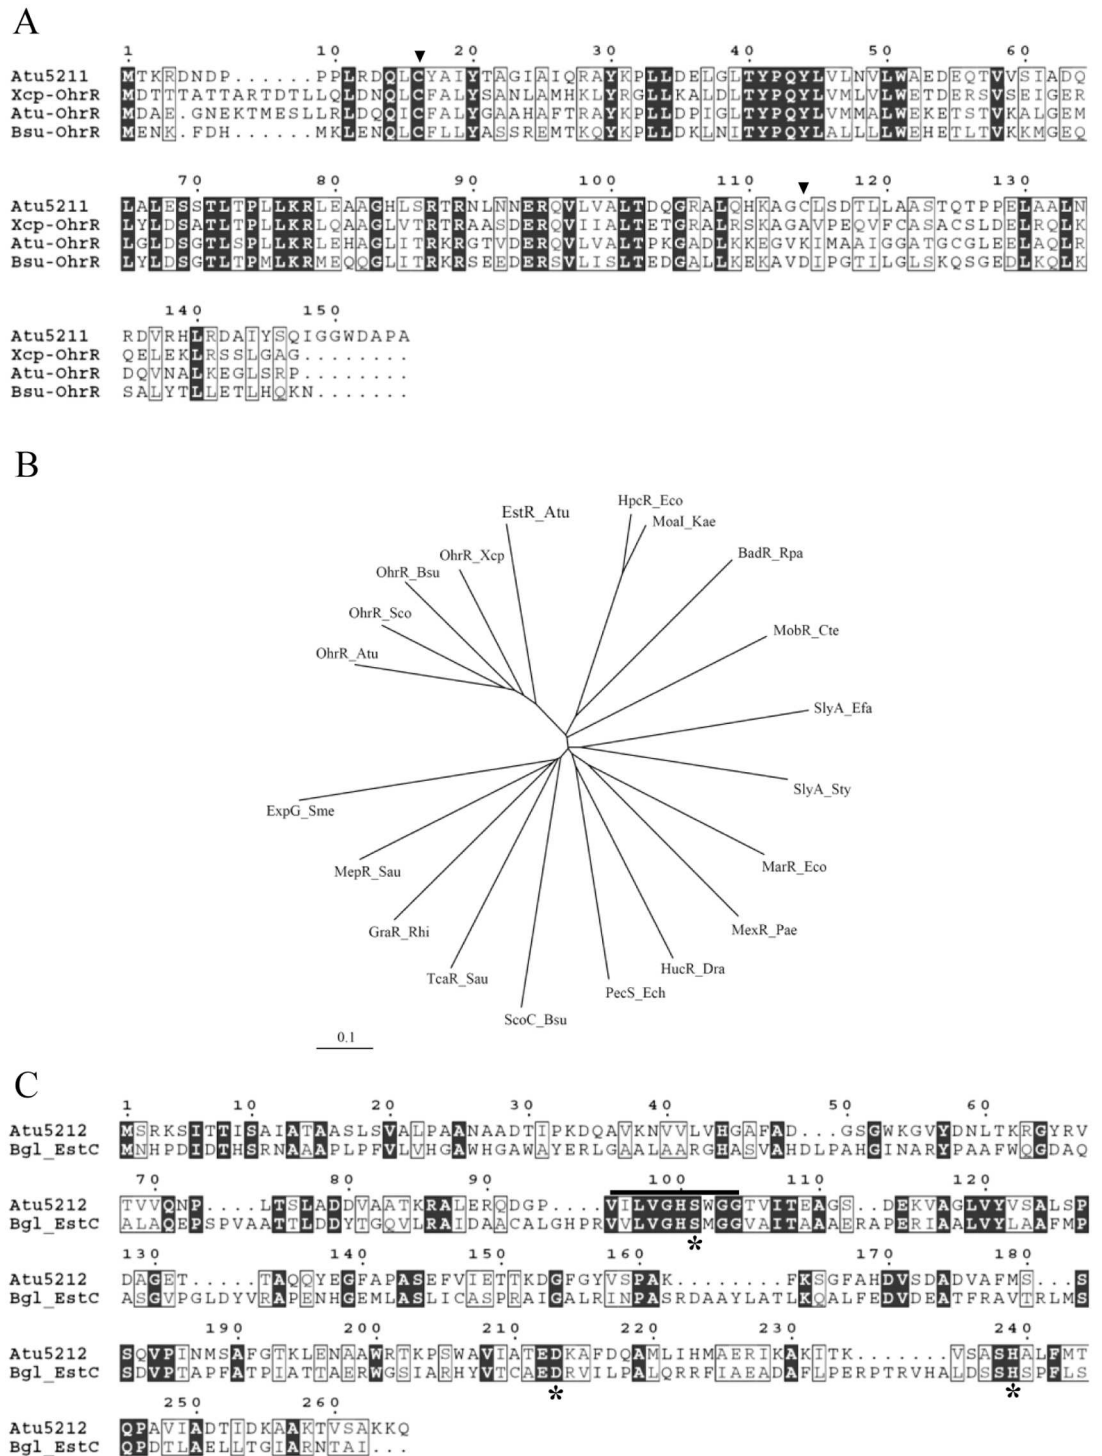 A
1 10 20 30 40 50 60
Atu5211 MTKRDNDP......PPLRDQLCYAIYTAGIAIQRAYKPLLDELGLTYPQYLVLNVLWAEDEQTVVSIADQ
Xcp-OhrR MDTTTATTARTDTLLQLDNQLCFALYSANLAMHKLYRGLLKALDLTYPQYLVMLVLWETDERSVSEIGER
Atu-OhrR MDAE.GNEKTMESLLRLDQQICFALYGAAHAFTRAYKPLLDPIGLTYPQYLVMMALWEKETSTVKALGEM
Bsu-OhrR MENK.FDH......MKLENQLCFLLYASSREMTKQYKPLLDKLNITYPQYLALLLLWEHETLTVKKMGEQ
70 80 90 100 110 120 130
Atu5211 LALESSTLTPLLKRLEAAGHLSRTRNLNNERQVLVALTDQGRALQHKAGCLSDTLLAASTQTPPELAALN
Xcp-OhrR LYLDSATLTPLLKRLQAAGLVTRTRAASDERQVIIALTETGRALRSKAGAVPEQVFCASACSLDELRQLK
Atu-OhrR LGLDSGTLSPLLKRLEHAGLITRKRGTVDERQVLVALTPKGADLKEGVKIMAAIGGATGCGLEELAQLR
Bsu-OhrR LYLDSGTLTPMLKRMEQQGLITRKRSEEDERSVLISLTEDGALLKEKAVDIPGTILGLSKQSGEDLKQLK
140 150
Atu5211 RDVRHLRDAIYSQIGGWDAPA
Xcp-OhrR QELEKLRSSLGAG........
Atu-OhrR DQVNALKEGLSRP........
Bsu-OhrR SALYTLLETLHQKN.......
B
EstR_Atu
HpcR_Eco
MoaI_Kae
BadR_Rpa
OhrR_Xcp
OhrR_Bsu
OhrR_Sco
MobR_Cte
OhrR_Atu
SlyA_Efa
SlyA_Sty
ExpG_Sme
MarR_Eco
MepR_Sau
GraR_Rhi
MexR_Pae
HucR_Dra
TcaR_Sau
PecS_Ech
ScoC_Bsu
0.1
C
1 10 20 30 40 50 60
Atu5212 MSRKSITTISAIATAASLSVALPAANAADTIPKDQAVKNVVLVHGAFAD...GSGWKGVYDNLTKRGYRV
Bgl_EstC MNHPDIDTHSRNAAAPLPFVLVHGAWHGAWAYERLGAALAARGHASVAHDLPAHGINARYPAAFWQGDAQ
70 80 90 100 110 120
Atu5212 TVVQNP....LTSLADDVAATKRALERQDGP....VILVGHSWGGTVITEAGS..DEKVAGLVYVSALSP
Bgl_EstC ALAQEPSPVAATTLDDYTGQVLRAIDAACALGHPRVVLVGHSMGGVAITAAAERAPERIAALVYLAAFMP
*
130 140 150 160 170 180
Atu5212 DAGET.....TAQQYEGFAPASEFVIETTKDGFGYVSPAK........FKSGFAHDVSDADVAFMS...S
Bgl_EstC ASGVPGLDYVRAPENHGEMLASLICASPRAIGALRINPASRDAAYLATLKQALFEDVDEATFRAVTRLMS
190 200 210 220 230 240
Atu5212 SQVPINMSAFGTKLENAAWRTKPSWAVIATEDKAFDQAMLIHMAERIKAKITK.......VSASHALFMT
Bgl_EstC SDVPTAPFATPIATTAERWGSIARHYVTCAEDRVILPALQRRFIAEADAFLPERPTRVHALDSSHSPFLS
* *
250 260
Atu5212 QPAVIADTIDKAAKTVSAKKQ
Bgl_EstC QPDTLAELLTGIARNTAI...